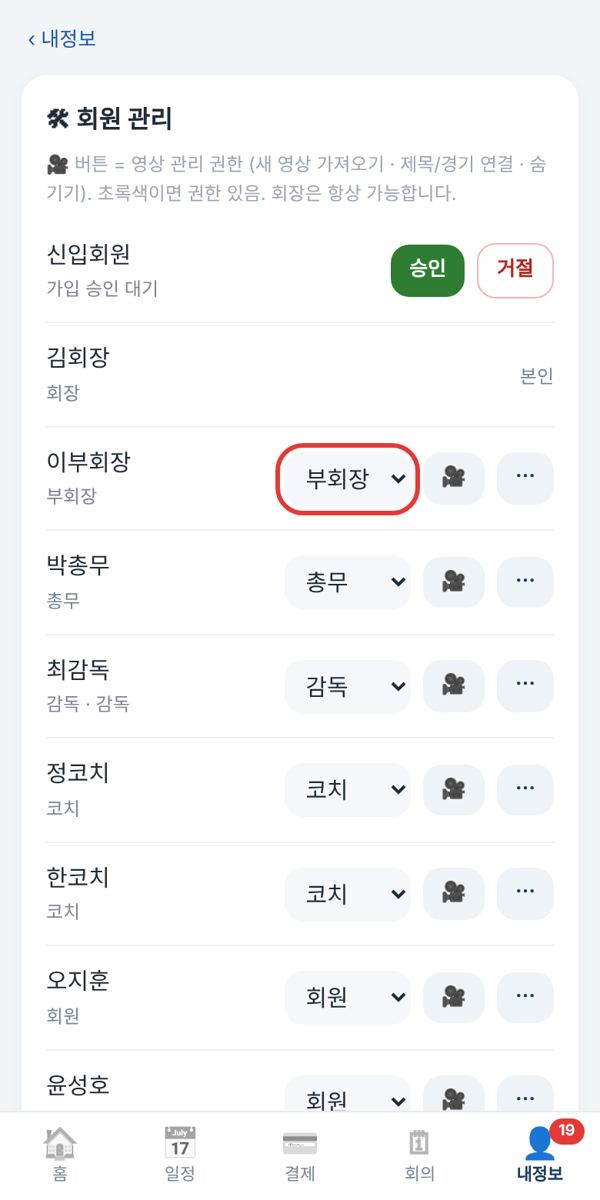 ‹ 내정보
🛠 회원 관리
🎥 버튼 = 영상 관리 권한 (새 영상 가져오기 · 제목/경기 연결 · 숨
기기). 초록색이면 권한 있음. 회장은 항상 가능합니다.
신입회원
가입 승인 대기
승인
거절
김회장
회장
본인
이부회장
부회장
부회장
···
박총무
총무
총무
···
최감독
감독 · 감독
감독
···
정코치
코치
코치
···
한코치
코치
코치
···
오지훈
회원
회원
···
윤성호
회원
···
홈
July
17
일정
결제
회의
19
내정보